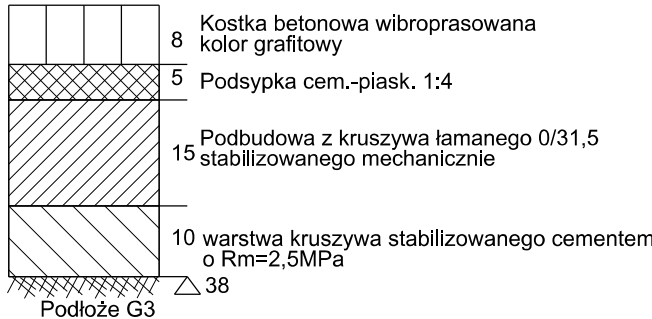 8 Kostka betonowa wibroprasowana
kolor grafitowy
5 Podsypka cem.-piask. 1:4
15 Podbudowa z kruszywa łamanego 0/31,5
stabilizowanego mechanicznie
10 warstwa kruszywa stabilizowanego cementem
o Rm=2,5MPa
38
Podłoże G3